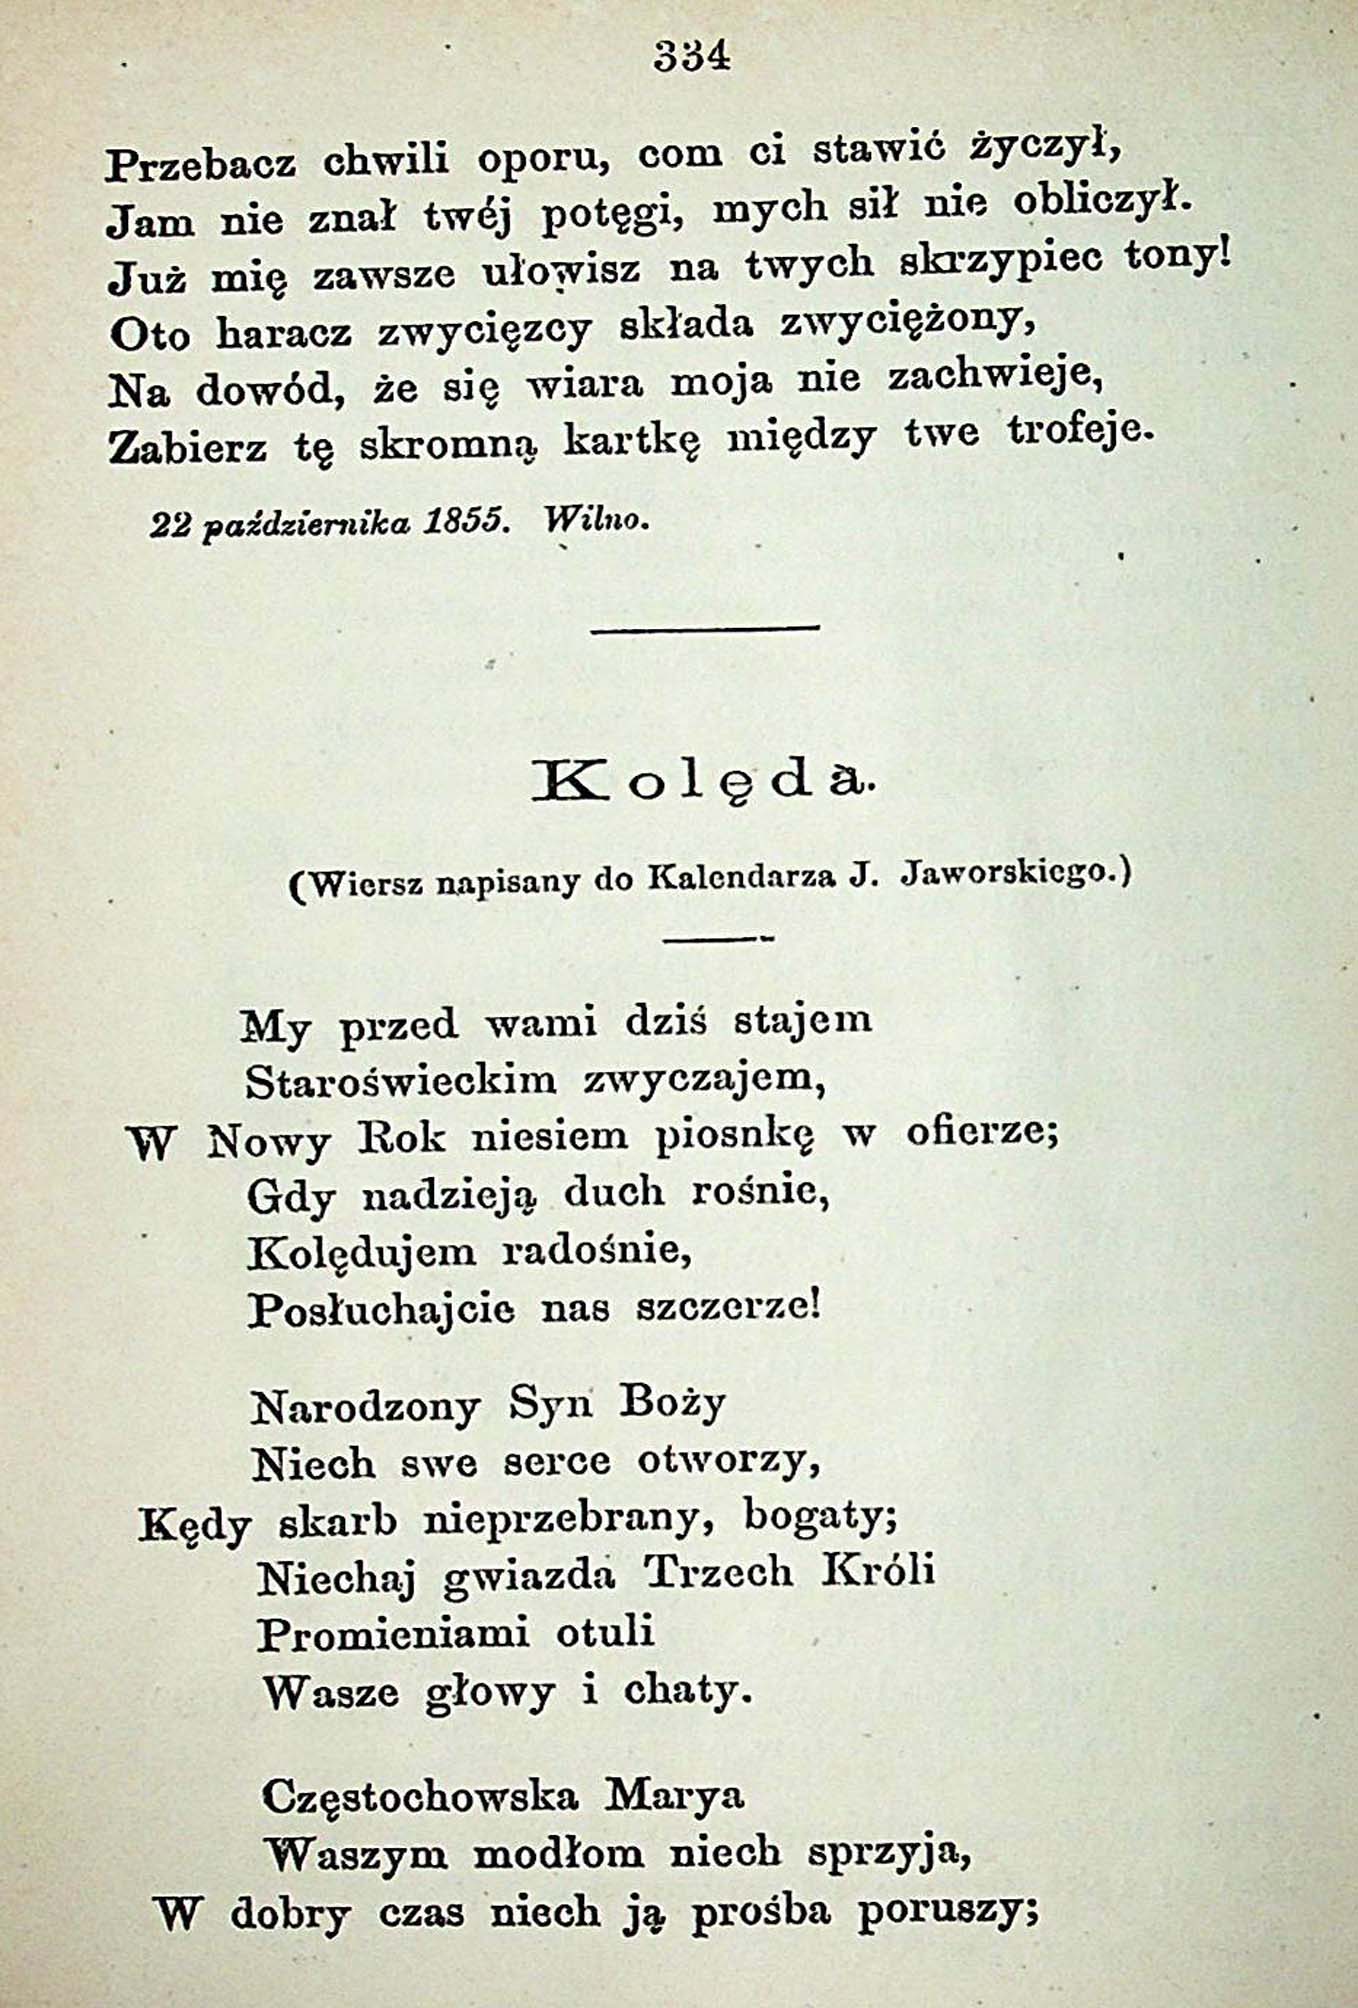 334
Przebacz chwili oporu, com ci stawić życzył,
Jam nie znał twéj potęgi, mych sił nie obliczył.
Już mię zawsze ułowisz na twych skrzypiec tony!
Oto haracz zwycięzcy składa zwyciężony,
Na dowód, że się wiara moja nie zachwieje,
Zabierz tę skromną kartkę między twe trofeje.
22 października 1855. Wilno.
Kolęda.
(Wiersz napisany do Kalendarza J. Jaworskiego.)
My przed wami dziś stajem
Staroświeckim zwyczajem,
W Nowy Rok niesiem piosnkę w ofierze;
Gdy nadzieją duch rośnie,
Kolędujem radośnie,
Posłuchajcie nas szczerze!
Narodzony Syn Boży
Niech swe serce otworzy,
Kędy skarb nieprzebrany, bogaty;
Niechaj gwiazda Trzech Króli
Promieniami otuli
Wasze głowy i chaty.
Częstochowska Marya
Waszym modłom niech sprzyja,
W dobry czas niech ją prośba poruszy;